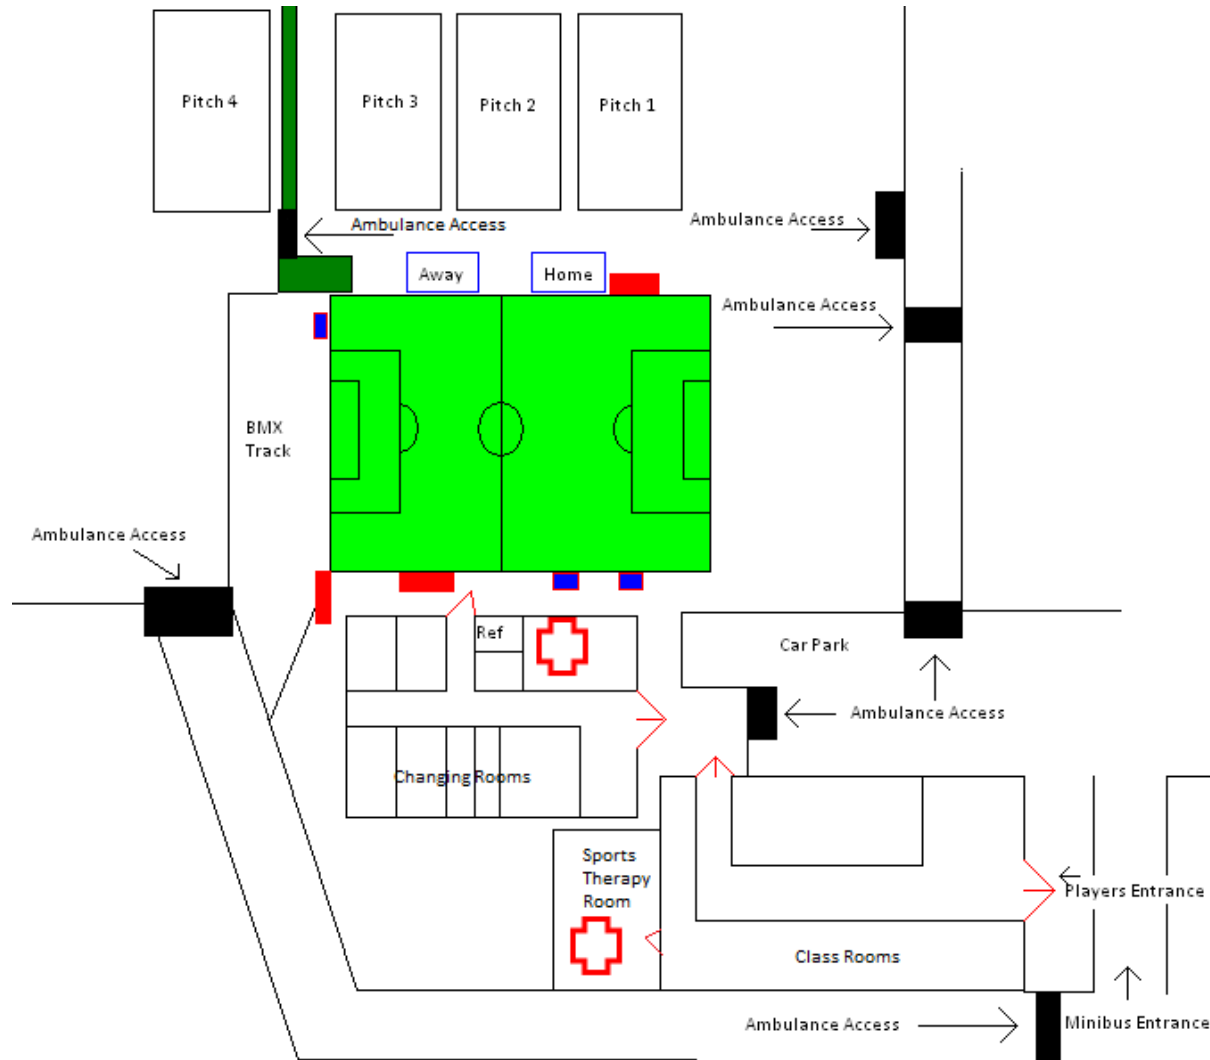 Pitch 4
Pitch 3
Pitch 2
Pitch 1
Ambulance Access
Ambulance Access
Away
Home
Ambulance Access
BMX
Track
Ambulance Access
Ref
Car Park
Ambulance Access
Changing Rooms
Sports
Therapy
Room
Players Entrance
Class Rooms
Ambulance Access
Minibus Entrance